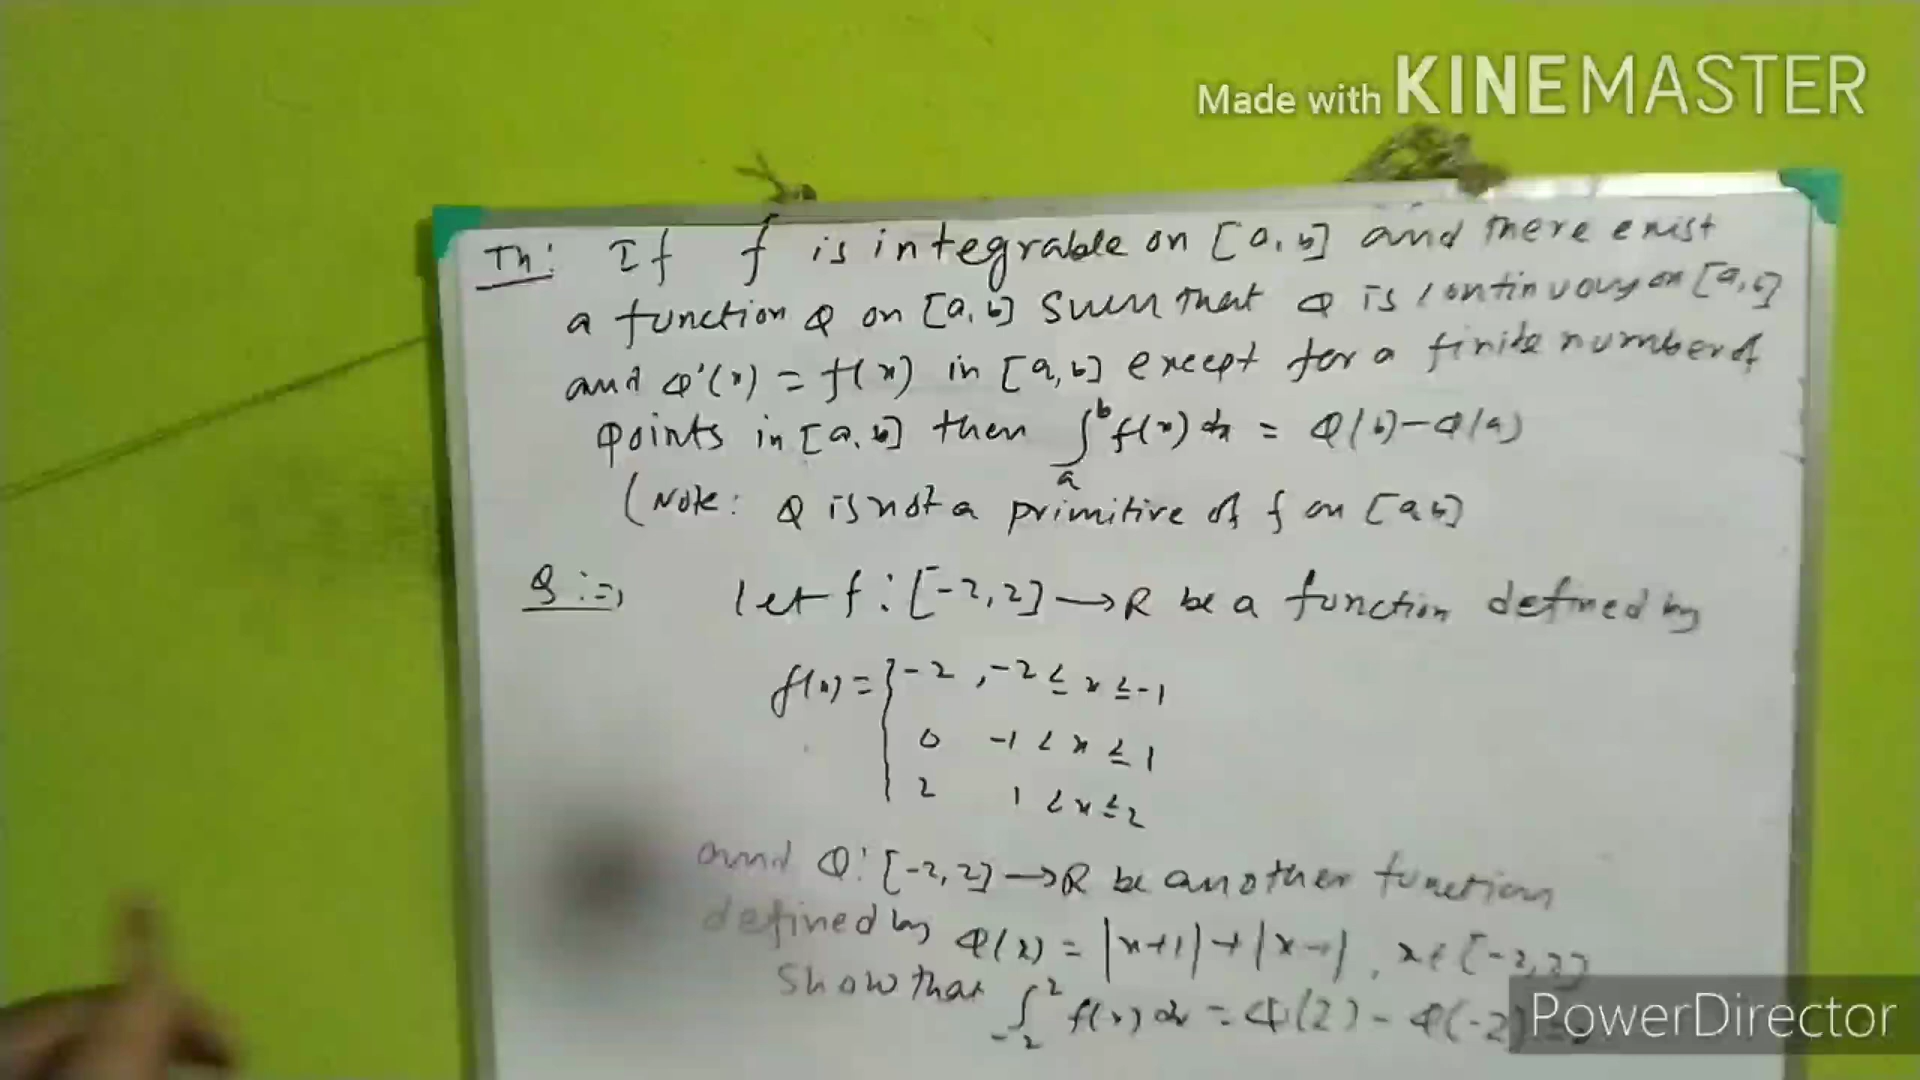 Made with KINEMASTER
Th: If f is integrable on [a, b] and there exist
a function Φ on [a, b] such that Φ is continuous on [a, b]
and Φ'(x) = f(x) in [a, b] except for a finite number of
points in [a, b] then ∫_a^b f(x) dx = Φ(b) - Φ(a)
(Note: Φ is not a primitive of f on [a b]
Q :=) let f : [-2, 2] → R be a function defined by
f(x) = { -2 , -2 ≤ x ≤ -1
0 -1 < x ≤ 1
2 1 < x ≤ 2
and Φ: [-2, 2] → R be another function
defined by Φ(x) = |x+1| + |x-1|, x ∈ [-2, 2]
Show that ∫_{-2}^2 f(x) dx = Φ(2) - Φ(-2)
PowerDirector